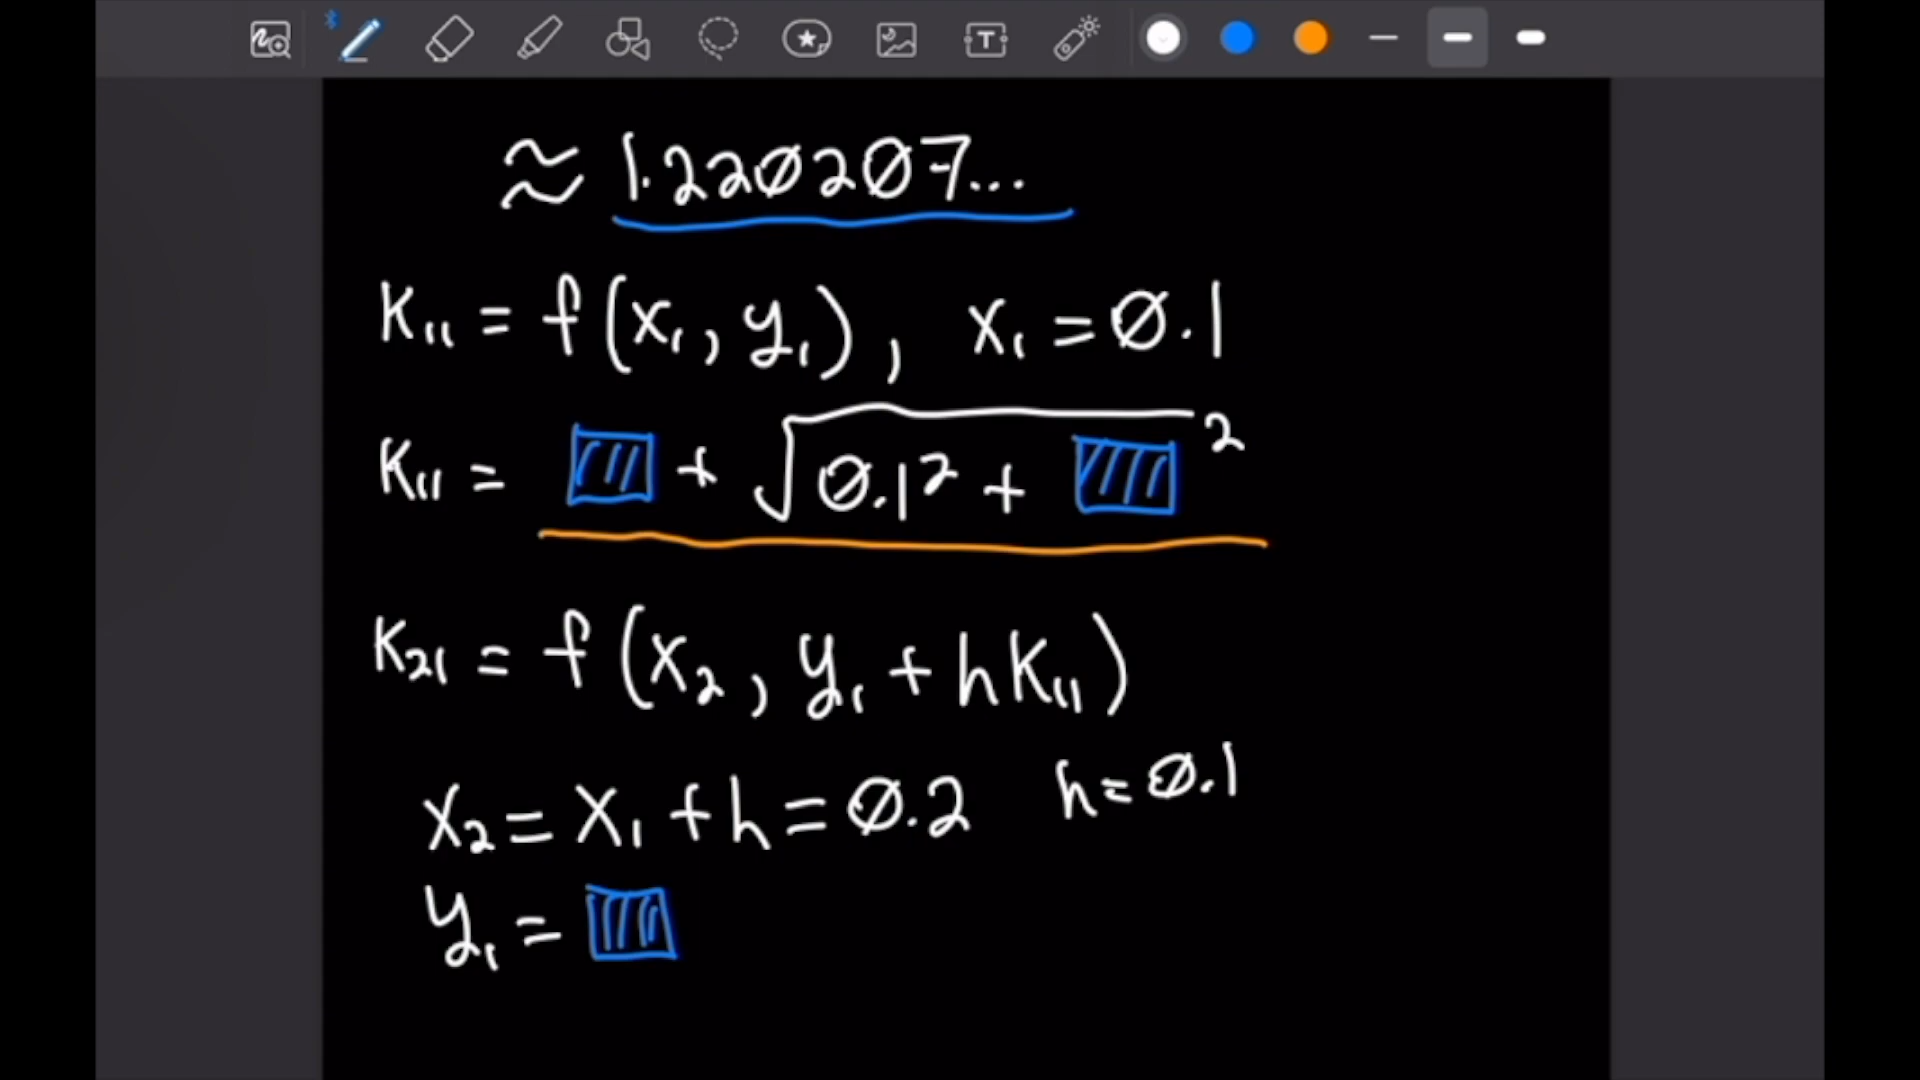 ≈ 1.220207...
K₁₁ = f(x₁, y₁), x₁ = 0.1
K₁₁ = + √0.1² + ²
K₂₁ = f(x₂, y₁ + hK₁₁)
x₂ = x₁ + h = 0.2 h = 0.1
y₁ =